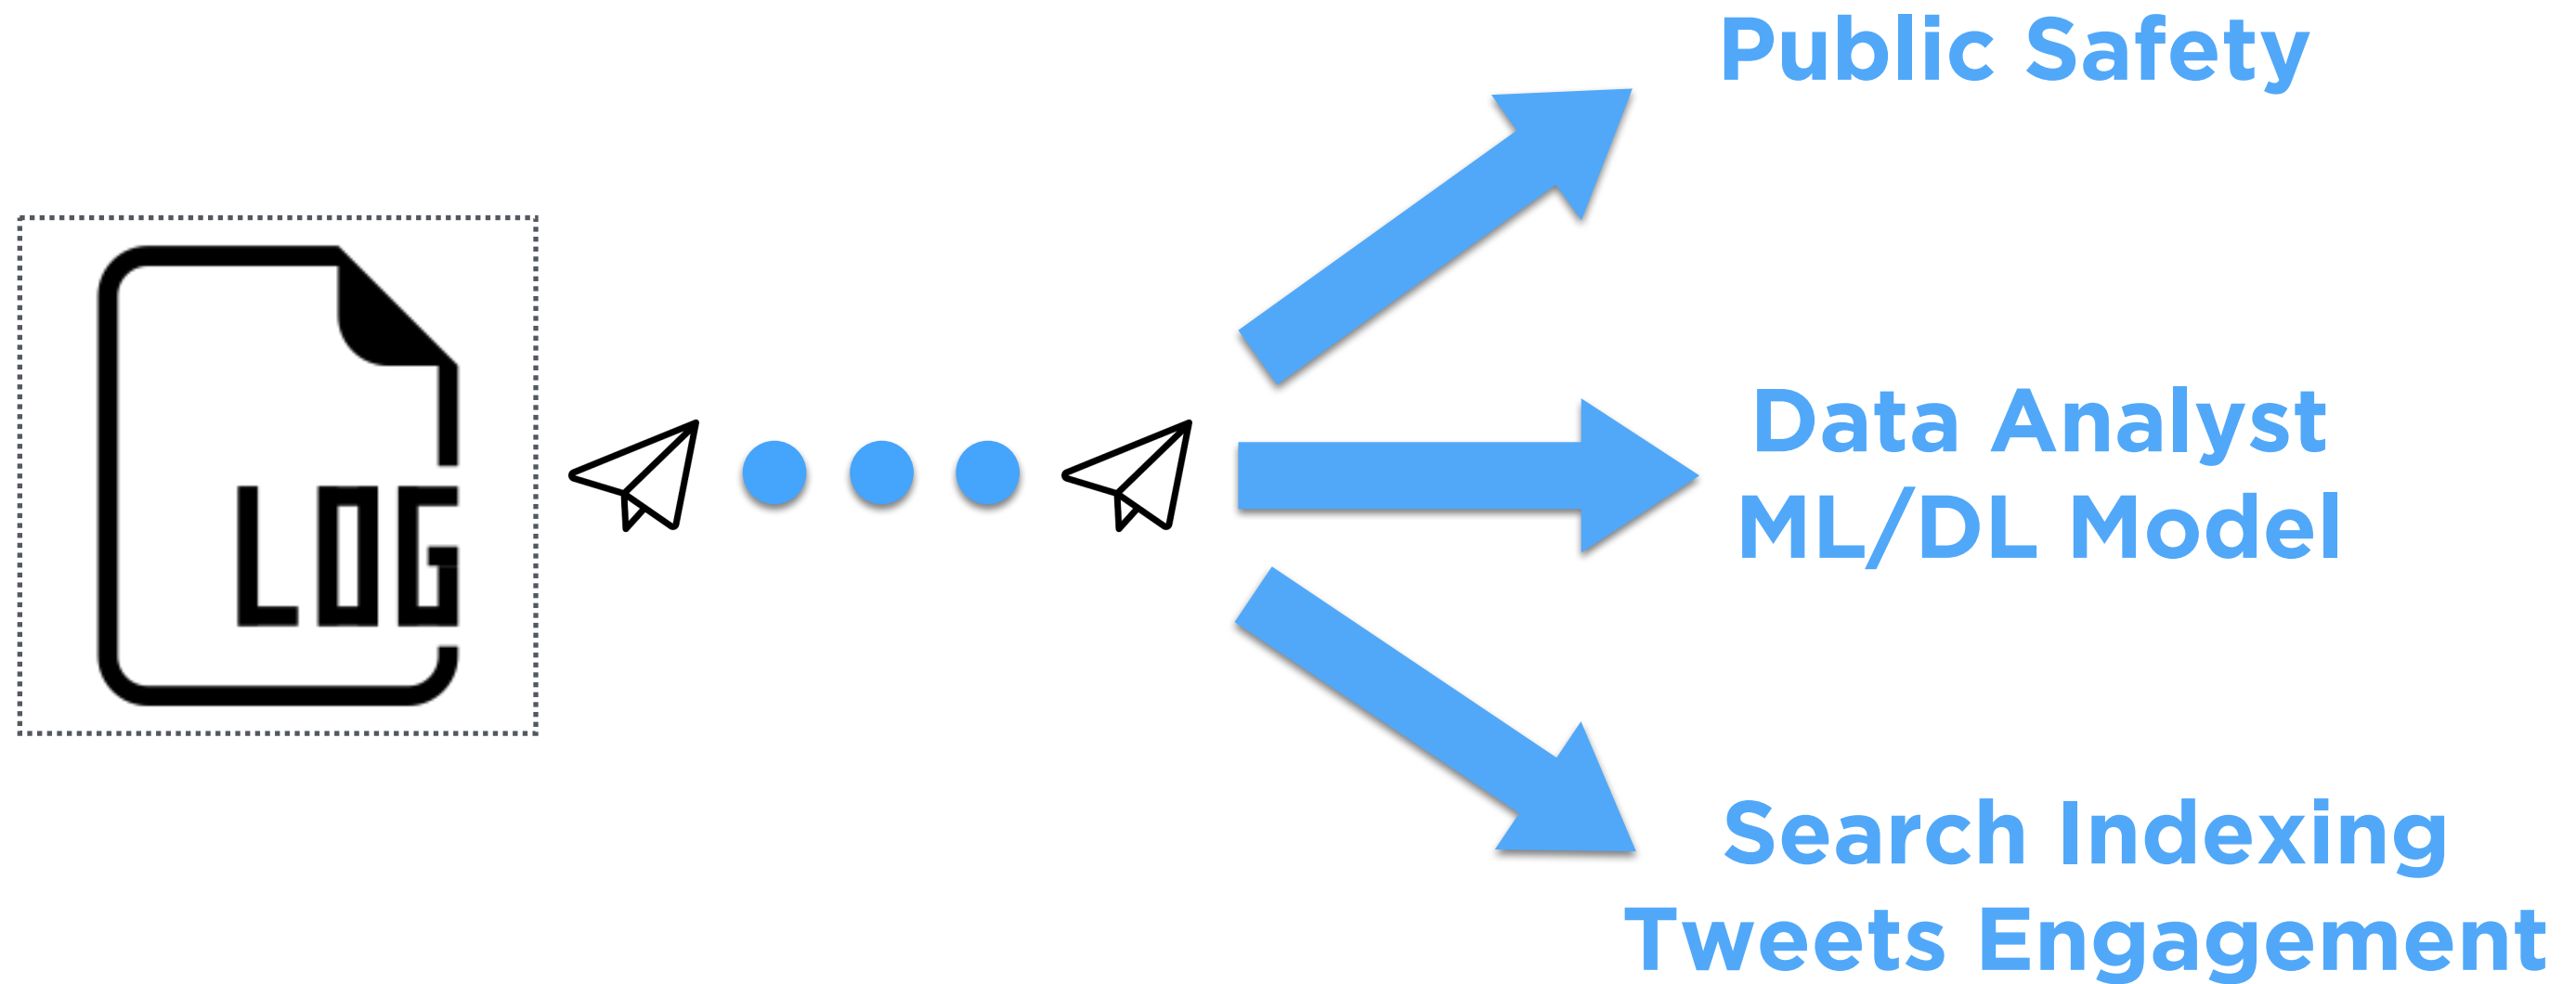 Public Safety
LOG
Data Analyst
ML/DL Model
Search Indexing
Tweets Engagement